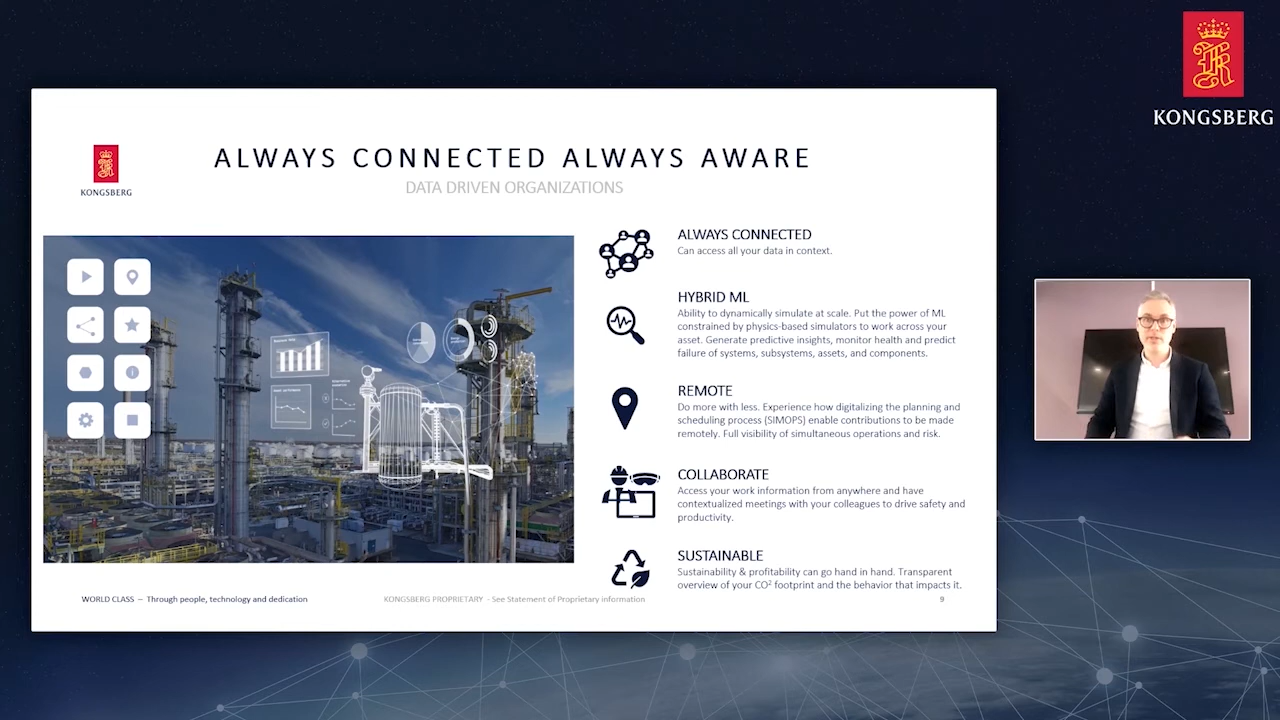 KONGSBERG
ALWAYS CONNECTED ALWAYS AWARE
DATA DRIVEN ORGANIZATIONS
KONGSBERG
ALWAYS CONNECTED
Can access all your data in context.
HYBRID ML
Ability to dynamically simulate at scale. Put the power of ML
constrained by physics-based simulators to work across your
asset. Generate predictive insights, monitor health and predict
failure of systems, subsystems, assets, and components.
REMOTE
Do more with less. Experience how digitalizing the planning and
scheduling process (SIMOPS) enable contributions to be made
remotely. Full visibility of simultaneous operations and risk.
COLLABORATE
Access your work information from anywhere and have
contextualized meetings with your colleagues to drive safety and
productivity.
SUSTAINABLE
Sustainability & profitability can go hand in hand. Transparent
overview of your CO² footprint and the behavior that impacts it.
WORLD CLASS – Through people, technology and dedication
KONGSBERG PROPRIETARY - See Statement of Proprietary information
9